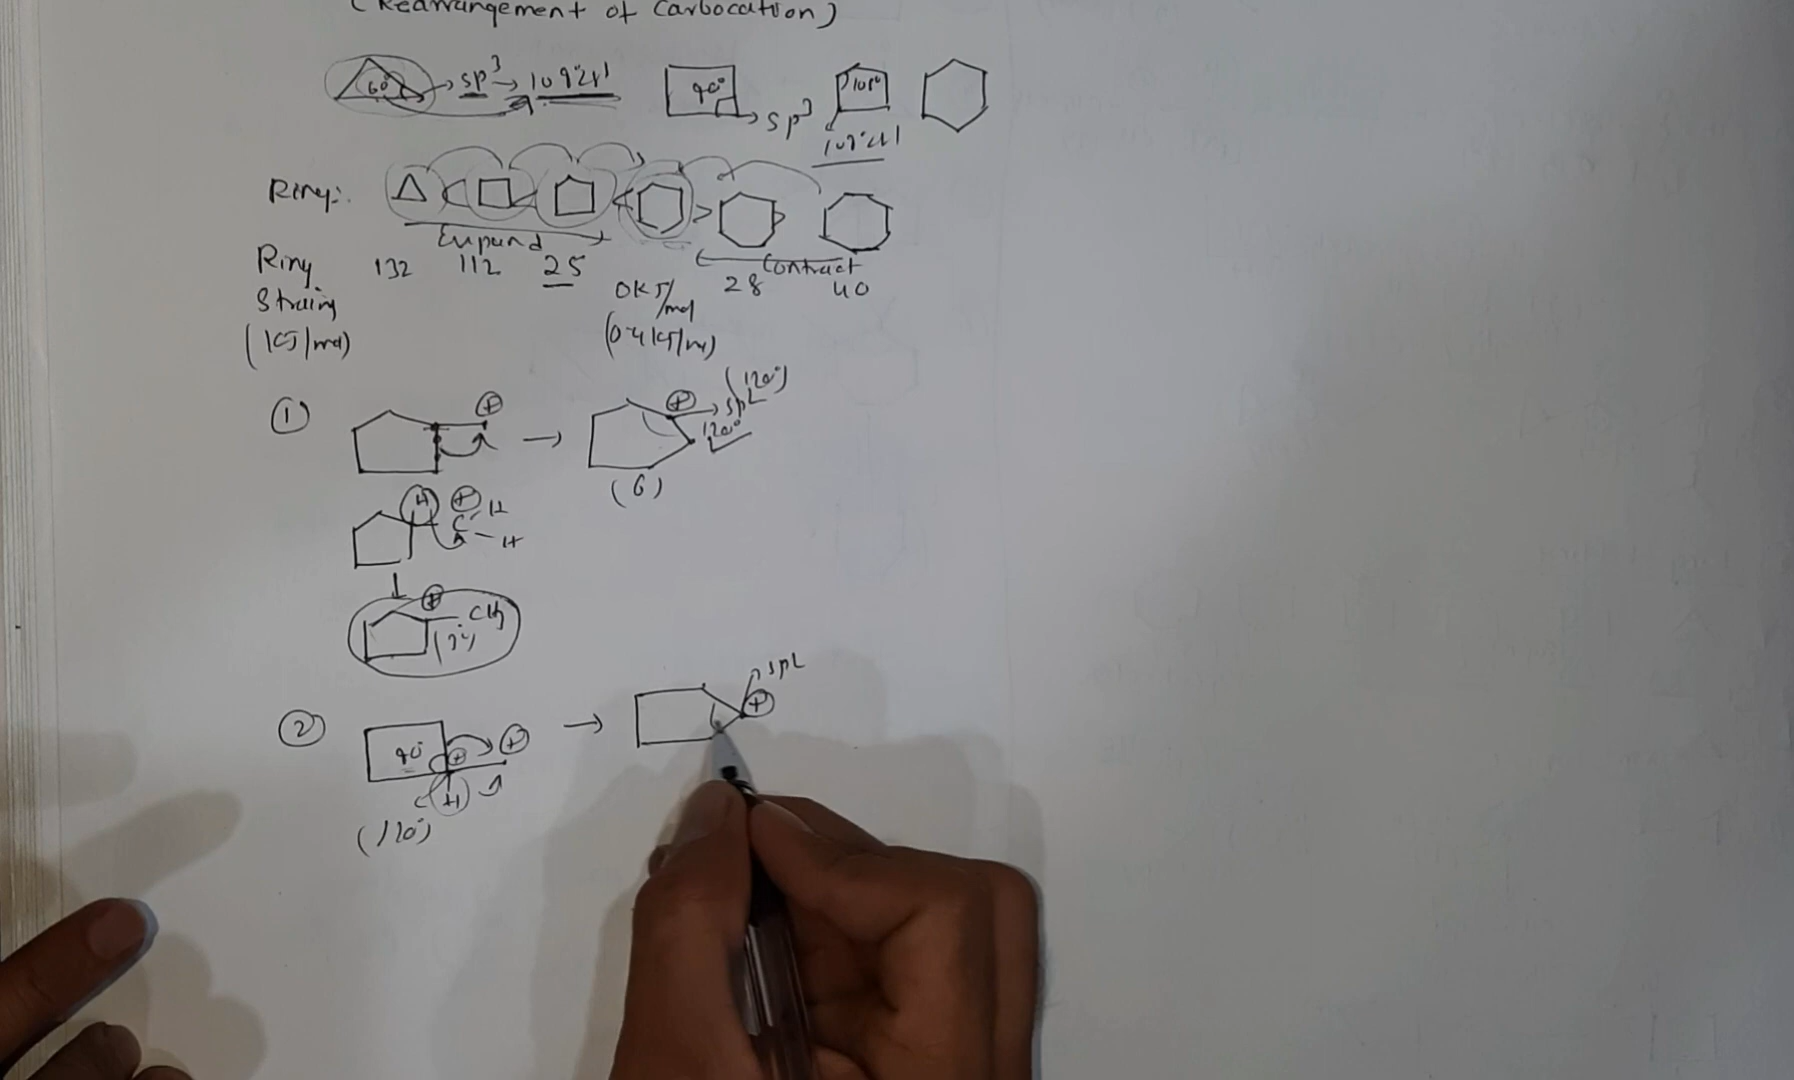 (Rearrangement of Carbocation)
60° → sp³ → 109°28' 90° → sp³ 108°
109°28'
Ring:- < < < > >
Expand Contract
Ring 132 112 25 0 KJ/mol 28 40
Strain
(KJ/mol) (0.4 KJ/mol)
① ⊕ → ⊕ → sp² (120°)
120°
(6)
H ⊕ C H
H
↓
⊕ CH₃
(3°)
② 90° ⊕ ⊕ → ⊕ sp²
H
(120°)